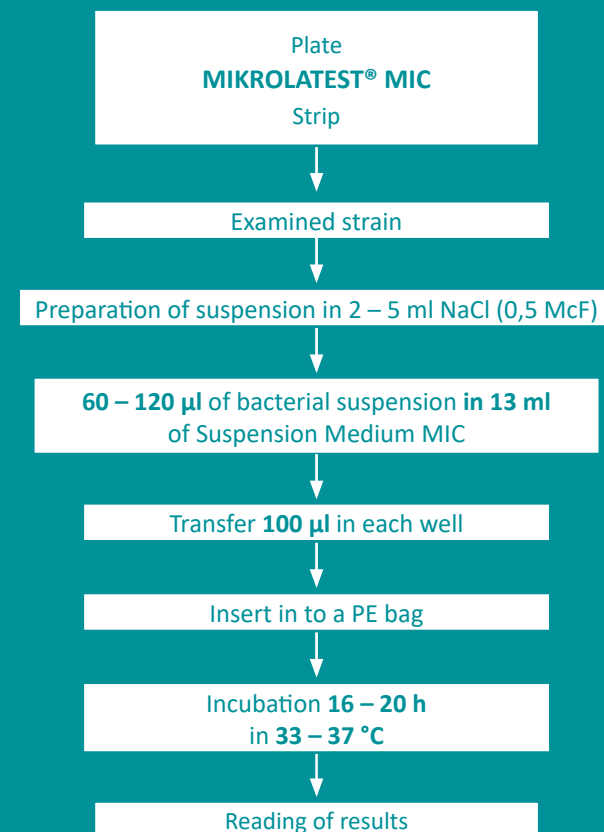 Plate
MIKROLATEST® MIC
Strip
Examined strain
Preparation of suspension in 2 – 5 ml NaCl (0,5 McF)
60 – 120 µl of bacterial suspension in 13 ml
of Suspension Medium MIC
Transfer 100 µl in each well
Insert in to a PE bag
Incubation 16 – 20 h
in 33 – 37 °C
Reading of results